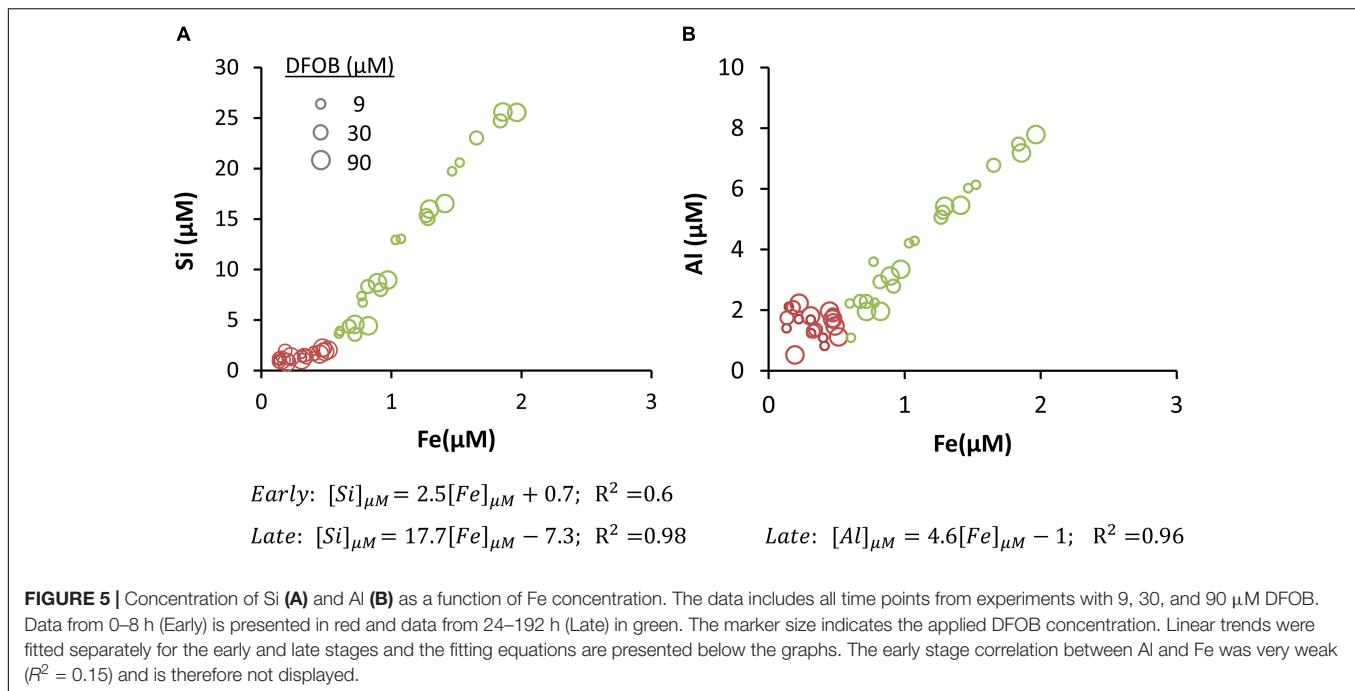 A
B
DFOB (µM)
9
30
90
30
25
20
15
10
5
0
Si (µM)
0 1 2 3
Fe(µM)
10
8
6
4
2
0
Al (µM)
0 1 2 3
Fe(µM)
Early: [Si]µM = 2.5[Fe]µM + 0.7; R² =0.6
Late: [Si]µM = 17.7[Fe]µM − 7.3; R² =0.98
Late: [Al]µM = 4.6[Fe]µM − 1; R² =0.96
FIGURE 5 | Concentration of Si (A) and Al (B) as a function of Fe concentration. The data includes all time points from experiments with 9, 30, and 90 µM DFOB.
Data from 0–8 h (Early) is presented in red and data from 24–192 h (Late) in green. The marker size indicates the applied DFOB concentration. Linear trends were
fitted separately for the early and late stages and the fitting equations are presented below the graphs. The early stage correlation between Al and Fe was very weak
(R² = 0.15) and is therefore not displayed.